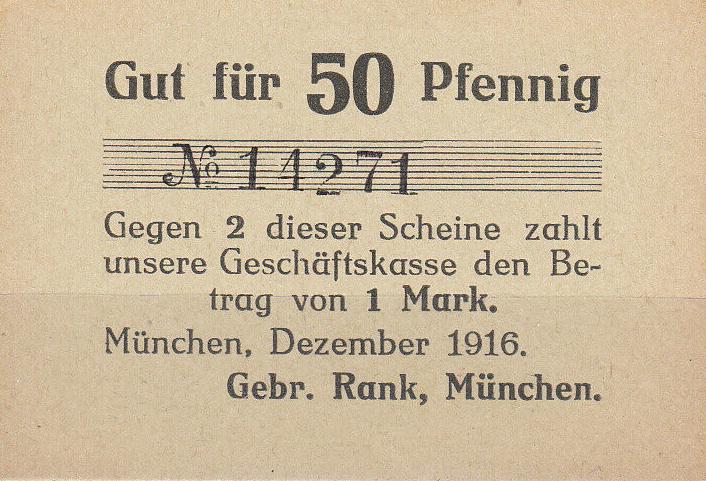 Gut für 50 Pfennig
№ 14271
Gegen 2 dieser Scheine zahlt
unsere Geschäftskasse den Be-
trag von 1 Mark.
München, Dezember 1916.
Gebr. Rank, München.